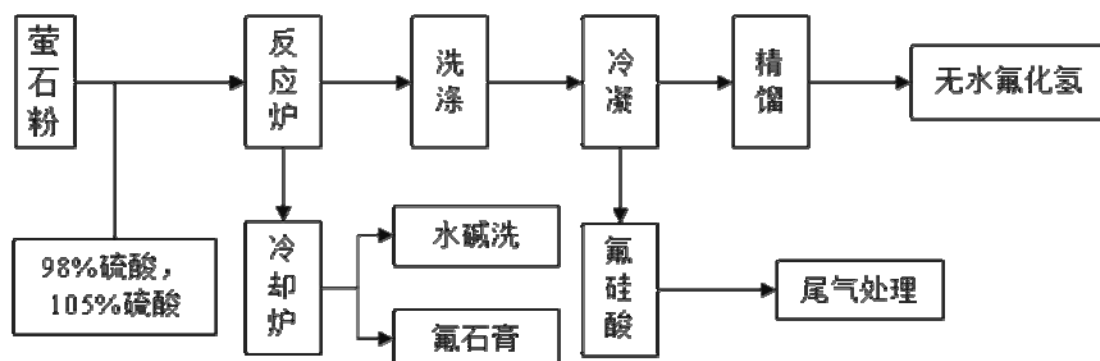 萤石粉
反应炉
洗涤
冷凝
精馏
无水氟化氢
98%硫酸，
105%硫酸
冷却炉
水碱洗
氟石膏
氟硅酸
尾气处理